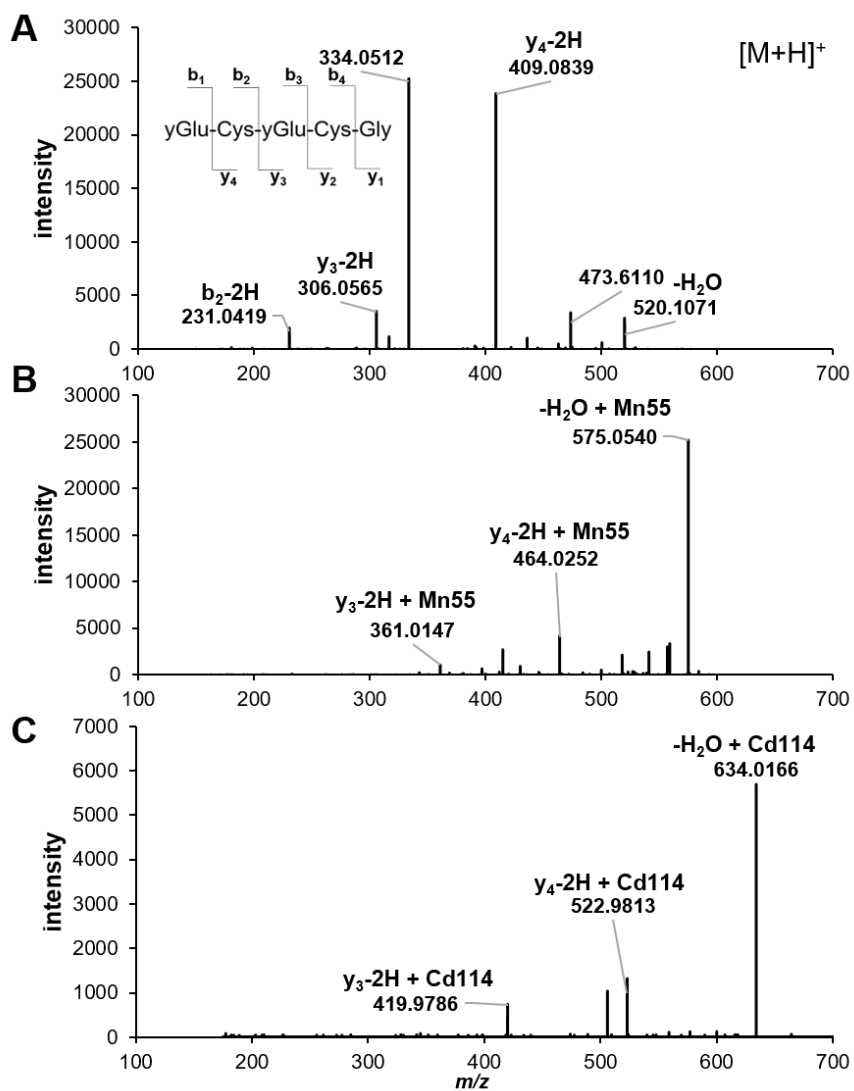 A
[M+H]+
30000
25000
20000
15000
10000
5000
0
intensity
b1 b2 b3 b4
yGlu-Cys-yGlu-Cys-Gly
y4 y3 y2 y1
334.0512
y4-2H
409.0839
b2-2H
231.0419
y3-2H
306.0565
473.6110
-H2O
520.1071
100 200 300 400 500 600 700
B
30000
25000
20000
15000
10000
5000
0
intensity
-H2O + Mn55
575.0540
y4-2H + Mn55
464.0252
y3-2H + Mn55
361.0147
100 200 300 400 500 600 700
C
7000
6000
5000
4000
3000
2000
1000
0
intensity
-H2O + Cd114
634.0166
y4-2H + Cd114
522.9813
y3-2H + Cd114
419.9786
100 200 300 400 500 600 700
m/z